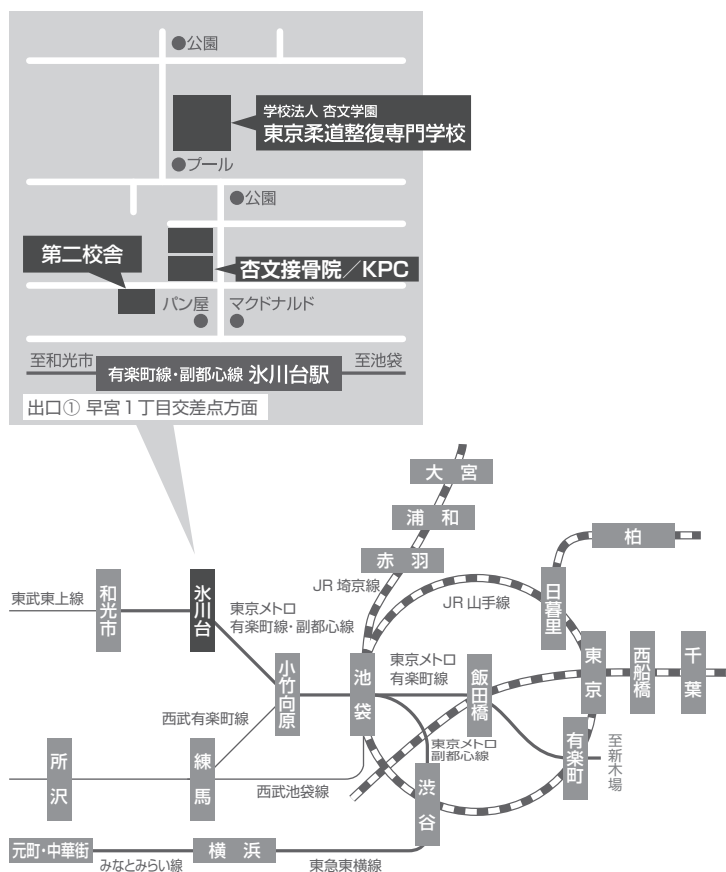 ●公園
学校法人 杏文学園
東京柔道整復専門学校
●プール
●公園
第二校舎
杏文接骨院／KPC
パン屋
マクドナルド
至和光市
有楽町線・副都心線 氷川台駅
至池袋
出口① 早宮1丁目交差点方面
大宮
浦和
赤羽
柏
JR 埼京線
JR 山手線
日暮里
東武東上線
和光市
氷川台
東京メトロ
有楽町線・副都心線
小竹向原
池袋
東京メトロ
有楽町線
飯田橋
東京
西船橋
千葉
西武有楽町線
東京メトロ
副都心線
有楽町
至新木場
所沢
練馬
西武池袋線
渋谷
元町・中華街
みなとみらい線
横浜
東急東横線